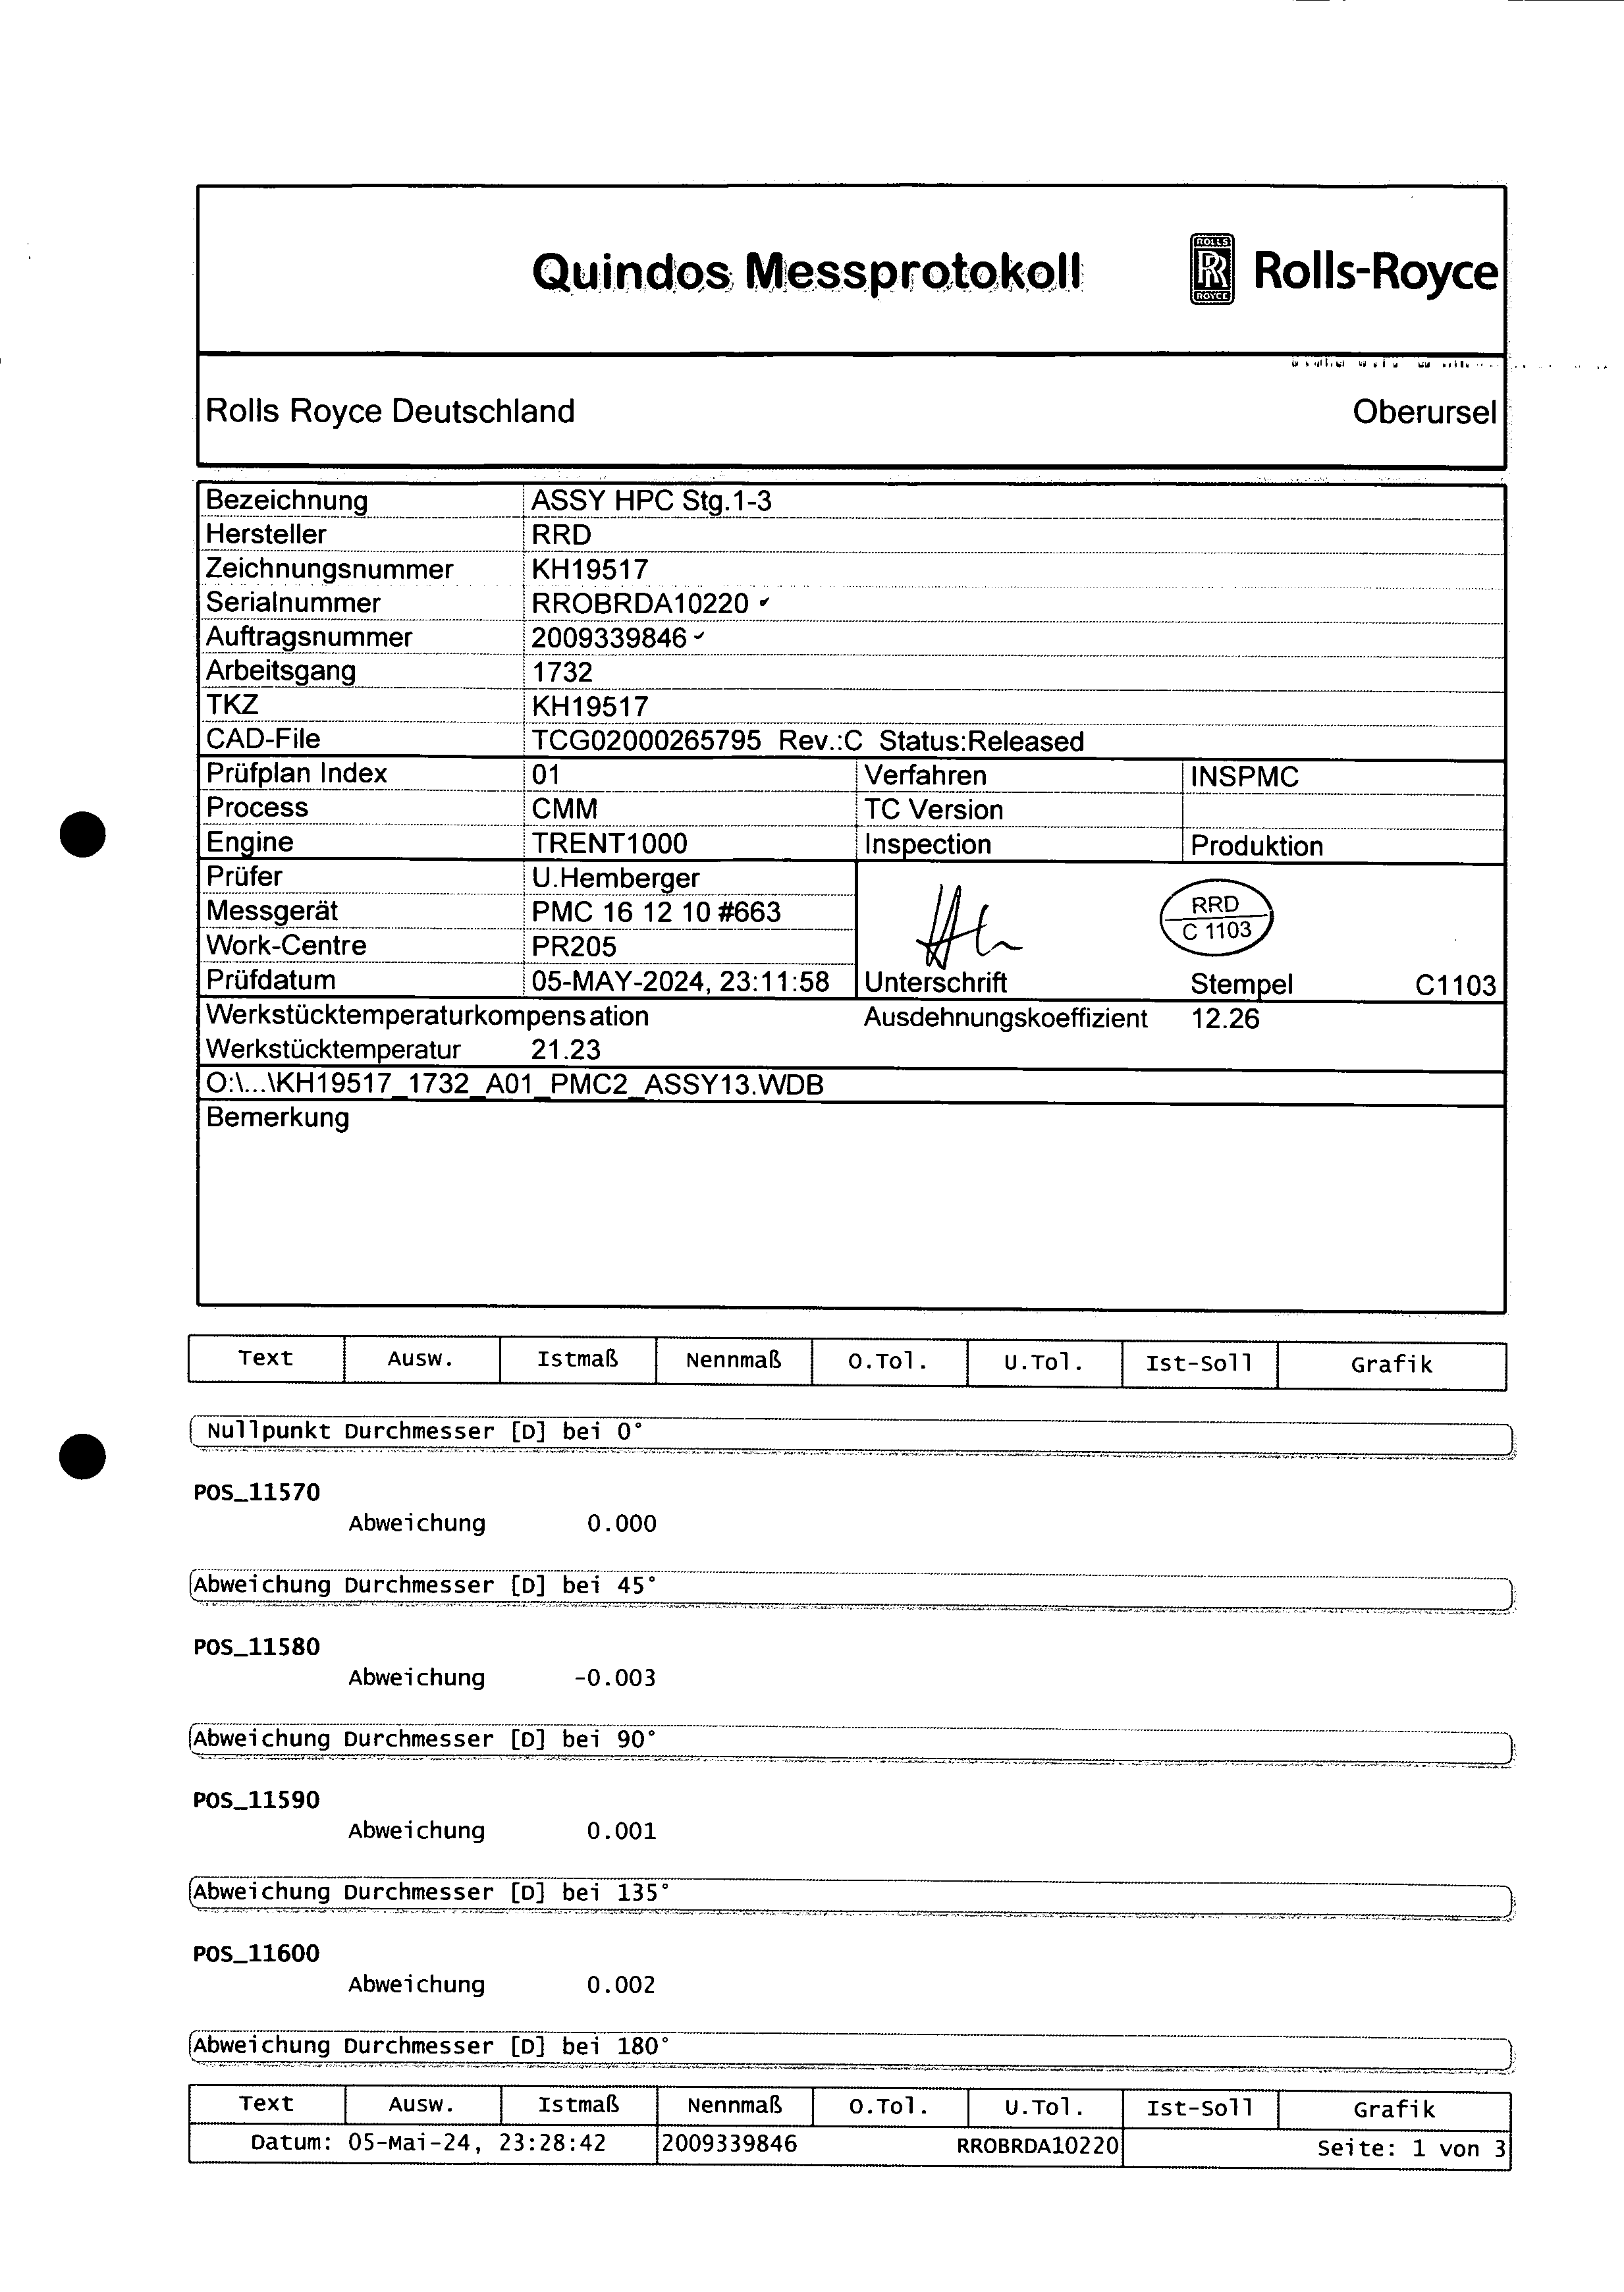 Quindos Messprotokoll
ROLLS RR ROYCE Rolls-Royce
Rolls Royce Deutschland Oberursel
Bezeichnung ASSY HPC Stg.1-3
Hersteller RRD
Zeichnungsnummer KH19517
Serialnummer RROBRDA10220 ✓
Auftragsnummer 2009339846 ✓
Arbeitsgang 1732
TKZ KH19517
CAD-File TCG02000265795 Rev.:C Status:Released
Prüfplan Index 01 Verfahren INSPMC
Process CMM TC Version
Engine TRENT1000 Inspection Produktion
Prüfer U.Hemberger
Messgerät PMC 16 12 10 #663
RRD
C 1103
Work-Centre PR205
Prüfdatum 05-MAY-2024, 23:11:58 Unterschrift Stempel C1103
Werkstücktemperaturkompensation Ausdehnungskoeffizient 12.26
Werkstücktemperatur 21.23
O:\...\KH19517_1732_A01_PMC2_ASSY13.WDB
Bemerkung
Text Ausw. Istmaß Nennmaß O.Tol. U.Tol. Ist-Soll Grafik
Nullpunkt Durchmesser [D] bei 0°
POS_11570
Abweichung 0.000
Abweichung Durchmesser [D] bei 45°
POS_11580
Abweichung -0.003
Abweichung Durchmesser [D] bei 90°
POS_11590
Abweichung 0.001
Abweichung Durchmesser [D] bei 135°
POS_11600
Abweichung 0.002
Abweichung Durchmesser [D] bei 180°
Text Ausw. Istmaß Nennmaß O.Tol. U.Tol. Ist-Soll Grafik
Datum: 05-Mai-24, 23:28:42 2009339846 RROBRDA10220 Seite: 1 von 3